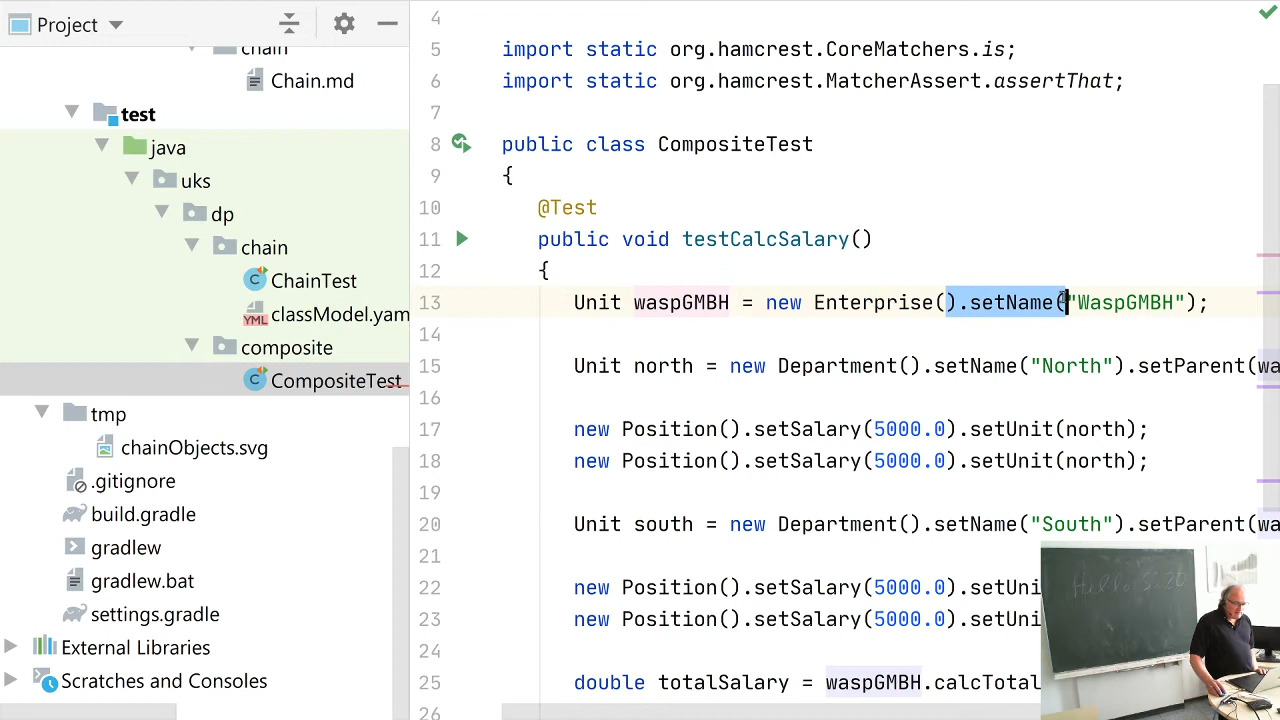 Project
chain
Chain.md
test
java
uks
dp
chain
ChainTest
classModel.yam
composite
CompositeTest
tmp
chainObjects.svg
.gitignore
build.gradle
gradlew
gradlew.bat
settings.gradle
External Libraries
Scratches and Consoles
4
5 import static org.hamcrest.CoreMatchers.is;
6 import static org.hamcrest.MatcherAssert.assertThat;
7
8 public class CompositeTest
9 {
10 @Test
11 public void testCalcSalary()
12 {
13 Unit waspGMBH = new Enterprise().setName("WaspGMBH");
14
15 Unit north = new Department().setName("North").setParent(wa
16
17 new Position().setSalary(5000.0).setUnit(north);
18 new Position().setSalary(5000.0).setUnit(north);
19
20 Unit south = new Department().setName("South").setParent(wa
21
22 new Position().setSalary(5000.0).setUni
23 new Position().setSalary(5000.0).setUni
24
25 double totalSalary = waspGMBH.calcTotal
26
Hello